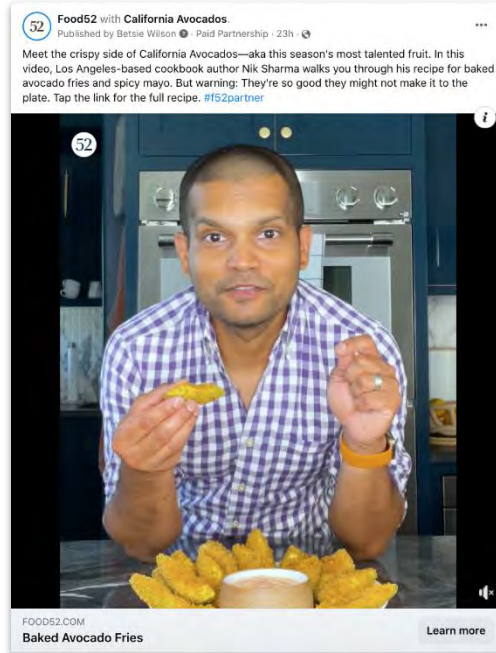 52
Food52 with California Avocados.
Published by Betsie Wilson · Paid Partnership · 23h ·
Meet the crispy side of California Avocados—aka this season's most talented fruit. In this
video, Los Angeles-based cookbook author Nik Sharma walks you through his recipe for baked
avocado fries and spicy mayo. But warning: They're so good they might not make it to the
plate. Tap the link for the full recipe. #f52partner
i
52
FOOD52.COM
Baked Avocado Fries
Learn more